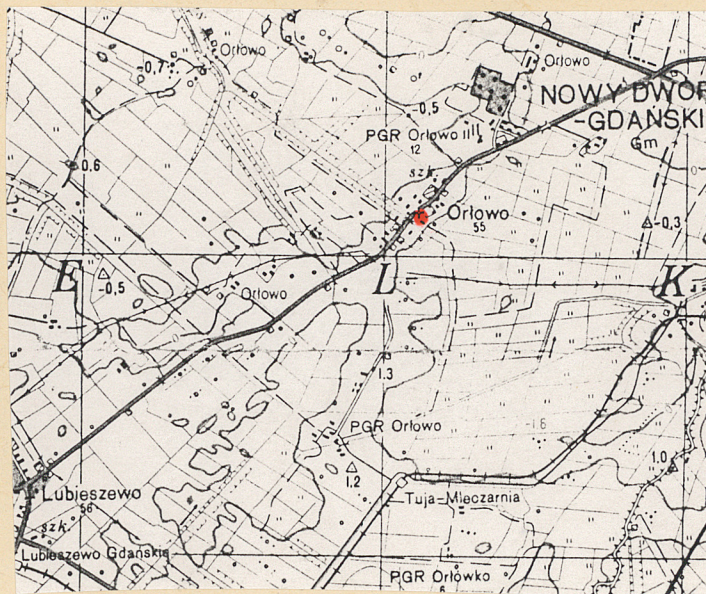 Orłowo
-0,7
Orłowo
-0,5
NOWY DWÓR
-GDAŃSKI
Gm
PGR Orłowo III
12
0.6
szk
Orłowo
55
-0,3
E
L
K
-0,5
Orłowo
1.3
-1.6
PGR Orłowo
1.0
1.2
Lubieszewo
56
Tuja-Mleczarnia
szk
Lubieszewo Gdańskie
PGR Orłówko
6